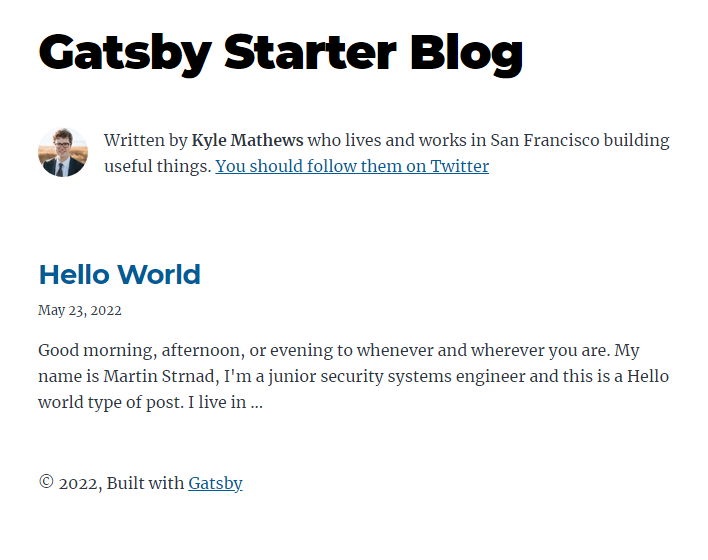 Gatsby Starter Blog
Written by Kyle Mathews who lives and works in San Francisco building
useful things. You should follow them on Twitter
Hello World
May 23, 2022
Good morning, afternoon, or evening to whenever and wherever you are. My
name is Martin Strnad, I'm a junior security systems engineer and this is a Hello
world type of post. I live in …
© 2022, Built with Gatsby